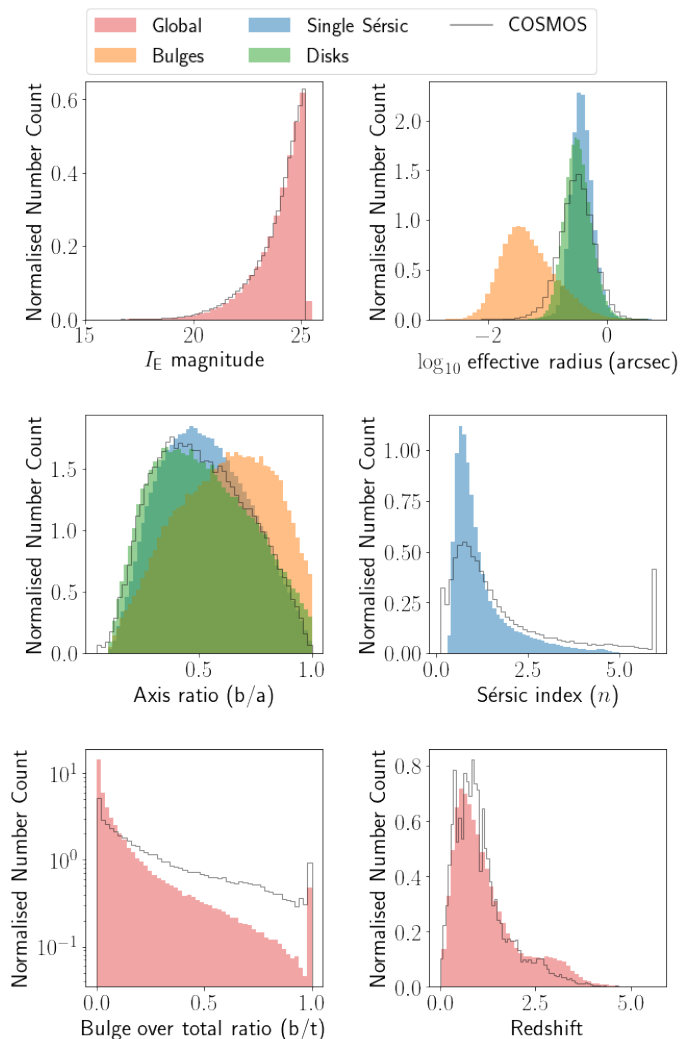 Global
Single Sérsic
COSMOS
Bulges
Disks
Normalised Number Count
0.6
0.4
0.2
0.0
15
20
25
I_E magnitude
Normalised Number Count
2.0
1.5
1.0
0.5
0.0
−2
0
log₁₀ effective radius (arcsec)
Normalised Number Count
1.5
1.0
0.5
0.0
0.5
1.0
Axis ratio (b/a)
Normalised Number Count
1.00
0.75
0.50
0.25
0.00
0.0
2.5
5.0
Sérsic index (n)
Normalised Number Count
10¹
10⁰
10⁻¹
0.0
0.5
1.0
Bulge over total ratio (b/t)
Normalised Number Count
0.8
0.6
0.4
0.2
0.0
0.0
2.5
5.0
Redshift